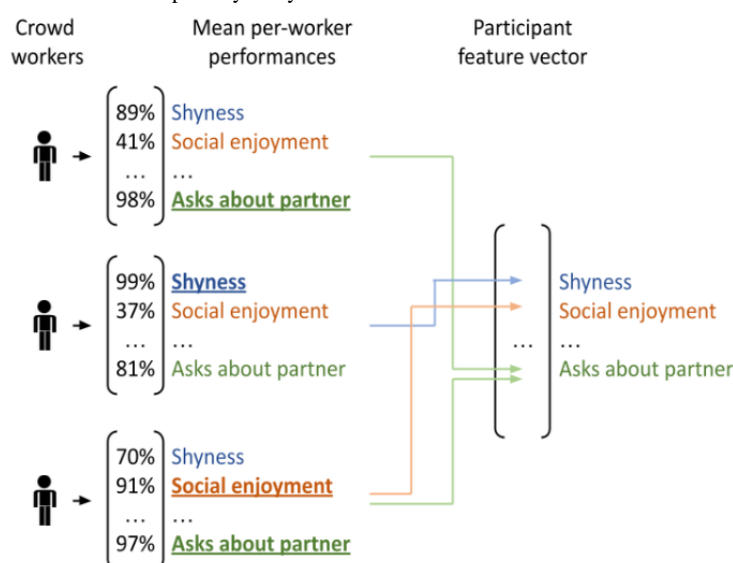 Crowd workers
Mean per-worker performances
Participant feature vector
89% Shyness
41% Social enjoyment
... ...
98% Asks about partner
99% Shyness
37% Social enjoyment
... ...
81% Asks about partner
70% Shyness
91% Social enjoyment
... ...
97% Asks about partner
Shyness
Social enjoyment
... ...
Asks about partner